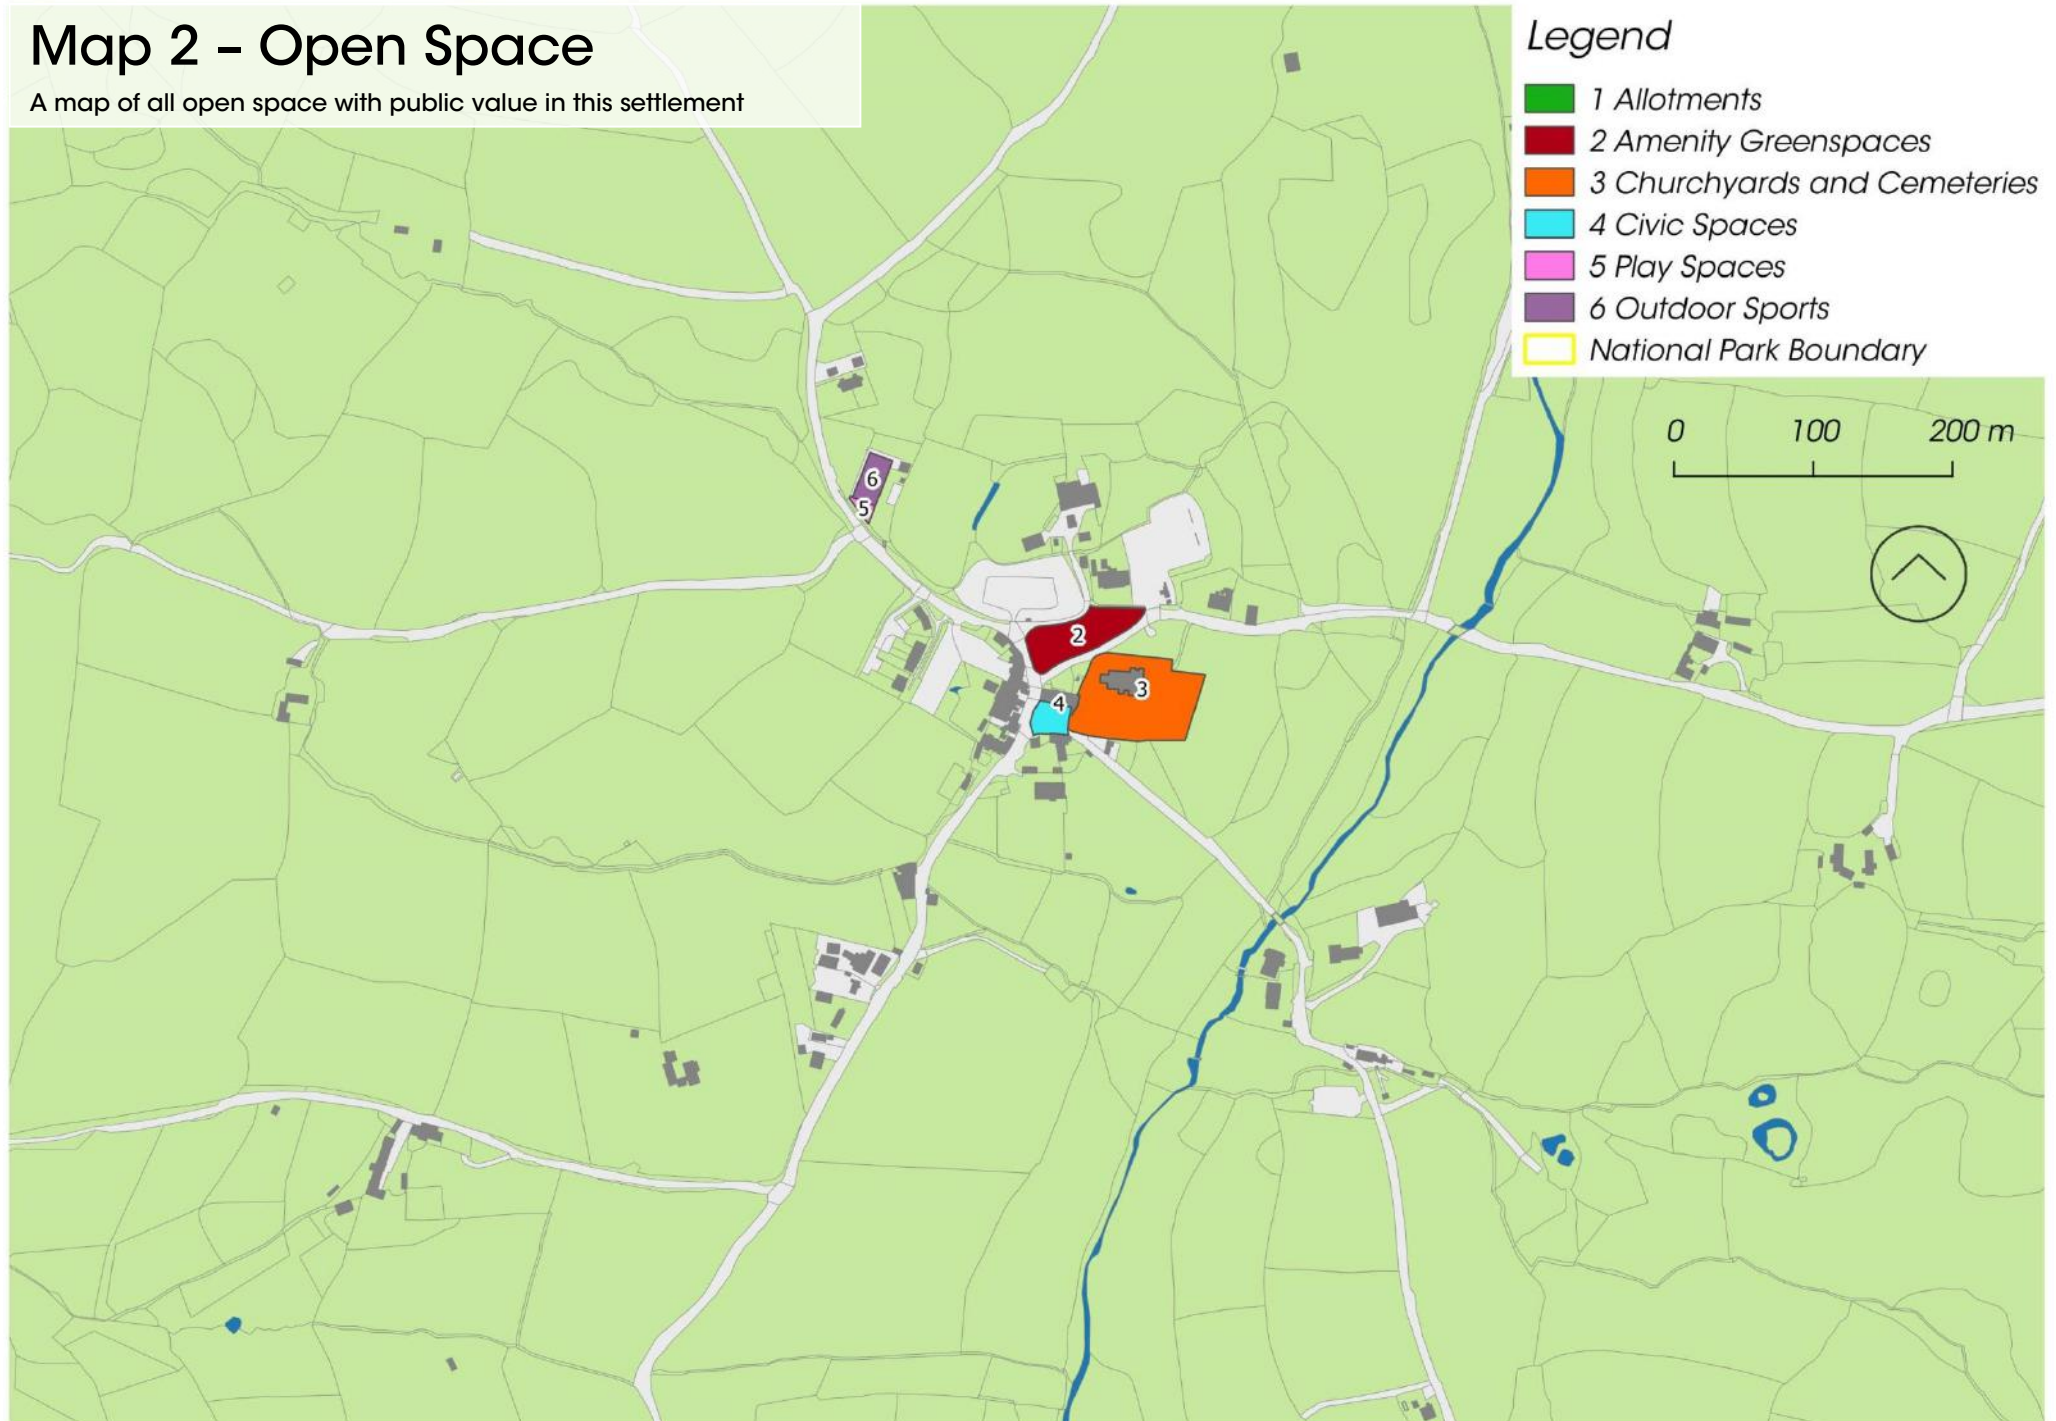 Map 2 – Open Space
A map of all open space with public value in this settlement
Legend
1 Allotments
2 Amenity Greenspaces
3 Churchyards and Cemeteries
4 Civic Spaces
5 Play Spaces
6 Outdoor Sports
National Park Boundary
0 100 200 m
6
5
2
3
4